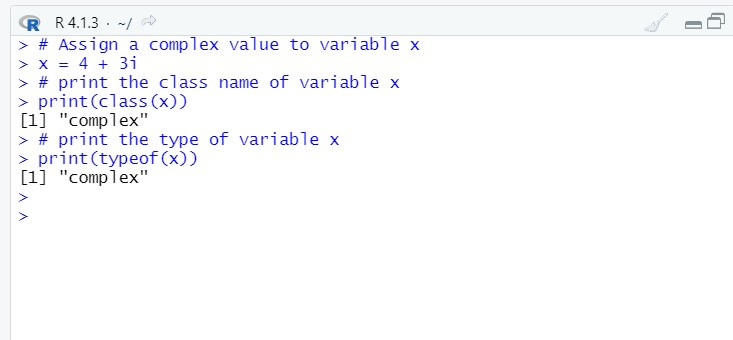 R R 4.1.3 · ~/
> # Assign a complex value to variable x
> x = 4 + 3i
> # print the class name of variable x
> print(class(x))
[1] "complex"
> # print the type of variable x
> print(typeof(x))
[1] "complex"
>
>